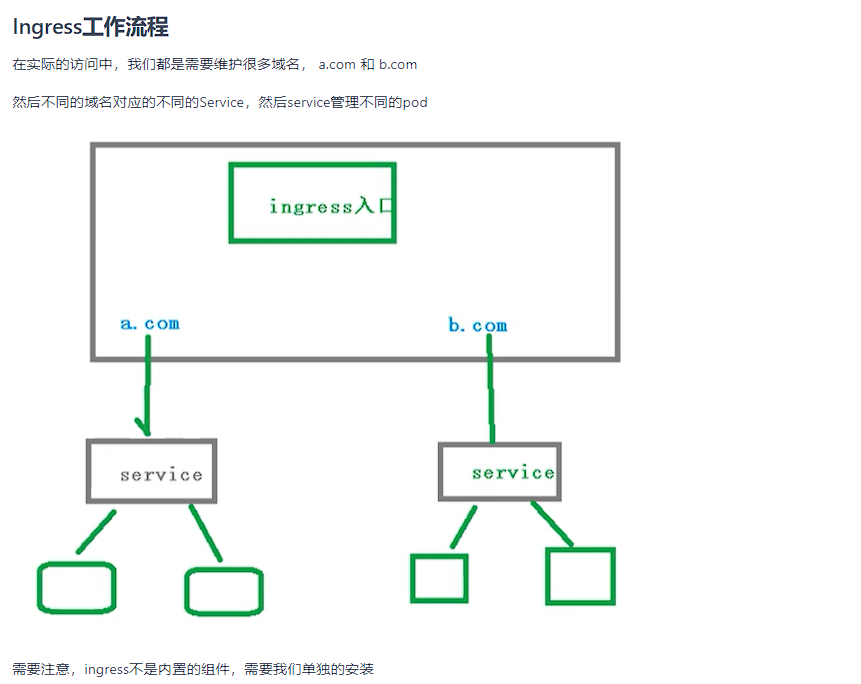 Ingress工作流程
在实际的访问中，我们都是需要维护很多域名， a.com 和 b.com
然后不同的域名对应的不同的Service，然后service管理不同的pod
ingress入口
a.com
b.com
service
service
需要注意，ingress不是内置的组件，需要我们单独的安装